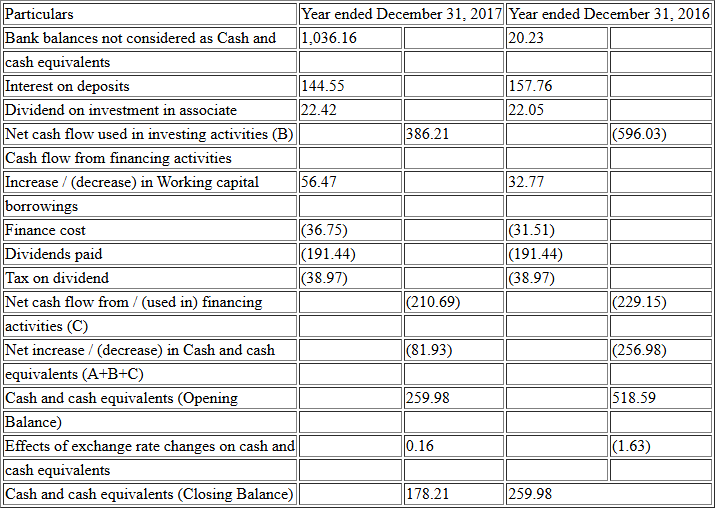 Particulars Year ended December 31, 2017 Year ended December 31, 2016
Bank balances not considered as Cash and 1,036.16 20.23
cash equivalents
Interest on deposits 144.55 157.76
Dividend on investment in associate 22.42 22.05
Net cash flow used in investing activities (B) 386.21 (596.03)
Cash flow from financing activities
Increase / (decrease) in Working capital 56.47 32.77
borrowings
Finance cost (36.75) (31.51)
Dividends paid (191.44) (191.44)
Tax on dividend (38.97) (38.97)
Net cash flow from / (used in) financing (210.69) (229.15)
activities (C)
Net increase / (decrease) in Cash and cash (81.93) (256.98)
equivalents (A+B+C)
Cash and cash equivalents (Opening 259.98 518.59
Balance)
Effects of exchange rate changes on cash and 0.16 (1.63)
cash equivalents
Cash and cash equivalents (Closing Balance) 178.21 259.98